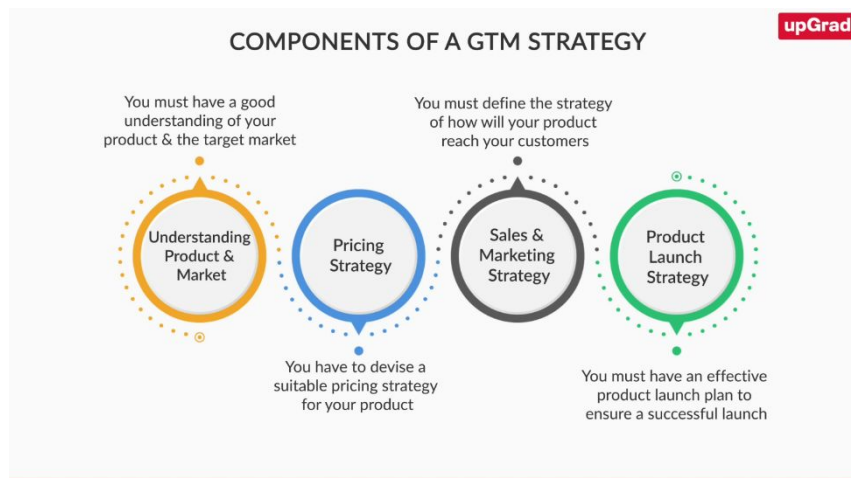 upGrad
COMPONENTS OF A GTM STRATEGY
You must have a good
understanding of your
product & the target market
You must define the strategy
of how will your product
reach your customers
Understanding
Product &
Market
Pricing
Strategy
Sales &
Marketing
Strategy
Product
Launch
Strategy
You have to devise a
suitable pricing strategy
for your product
You must have an effective
product launch plan to
ensure a successful launch